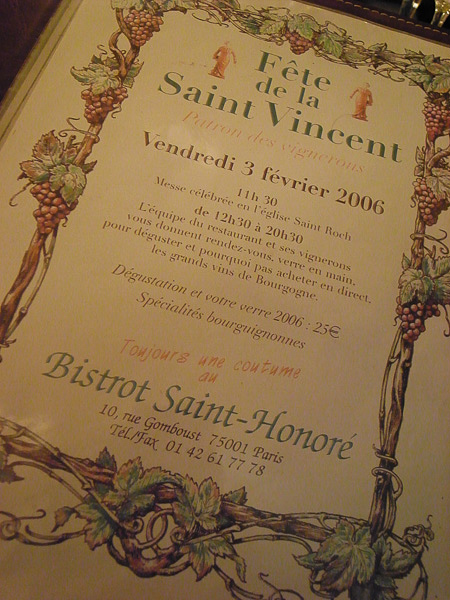 Fête
de la
Saint Vincent
Patron des vignerons
Vendredi 3 février 2006
11h 30
Messe célébrée en l'église Saint Roch
de 12h30 à 20h30
L'équipe du restaurant et ses vignerons
vous donnent rendez-vous, verre en main,
pour déguster et pourquoi pas acheter en direct,
les grands vins de Bourgogne.
Dégustation et votre verre 2006 : 25€
Spécialités bourguignonnes
Toujours une coutume
au
Bistrot Saint-Honoré
10, rue Gomboust 75001 Paris
Tél./Fax 01 42 61 77 78